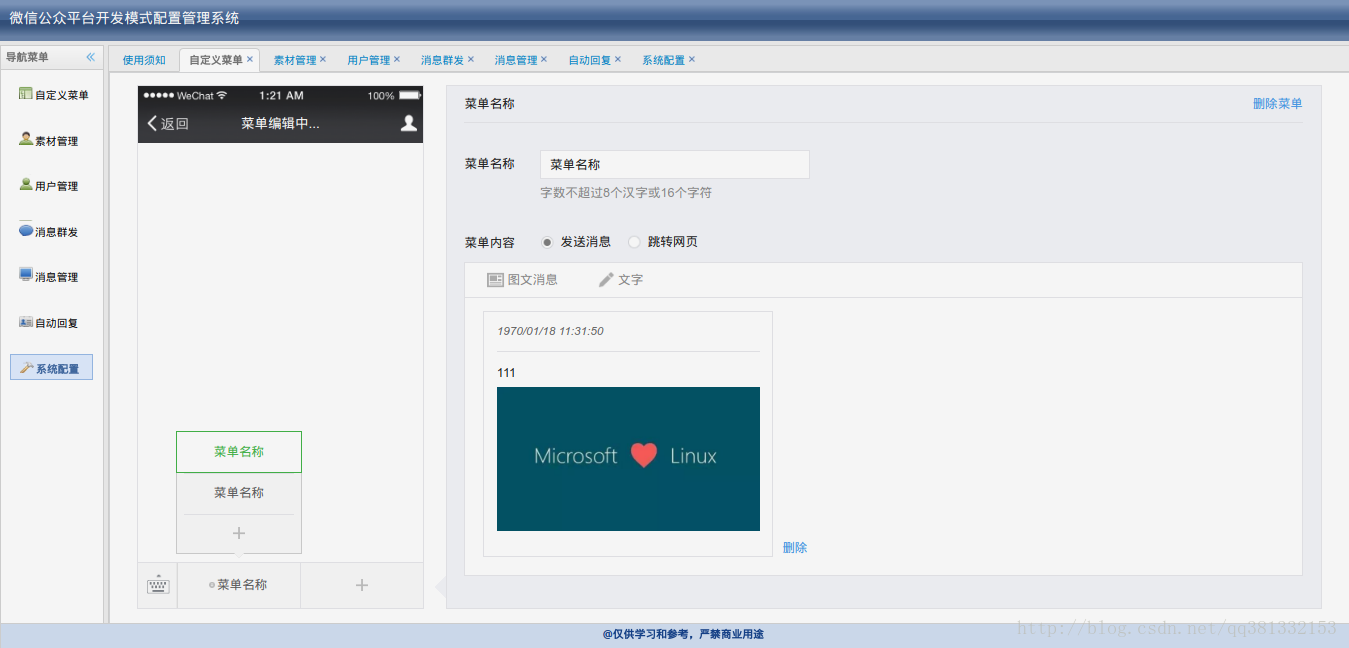 微信公众平台开发模式配置管理系统
导航菜单
自定义菜单
素材管理
用户管理
消息群发
消息管理
自动回复
系统配置
使用须知 自定义菜单 素材管理 用户管理 消息群发 消息管理 自动回复 系统配置
WeChat 1:21 AM 100%
返回 菜单编辑中...
菜单名称
菜单名称
菜单名称
菜单名称 删除菜单
菜单名称 菜单名称
字数不超过8个汉字或16个字符
菜单内容 发送消息 跳转网页
图文消息 文字
1970/01/18 11:31:50
111
Microsoft Linux
删除
@仅供学习和参考，严禁商业用途
http://blog.csdn.net/qq381332153